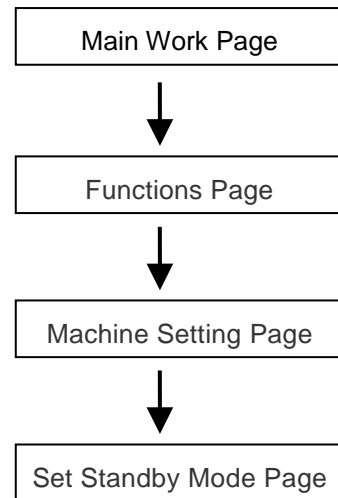 Main Work Page
Functions Page
Machine Setting Page
Set Standby Mode Page